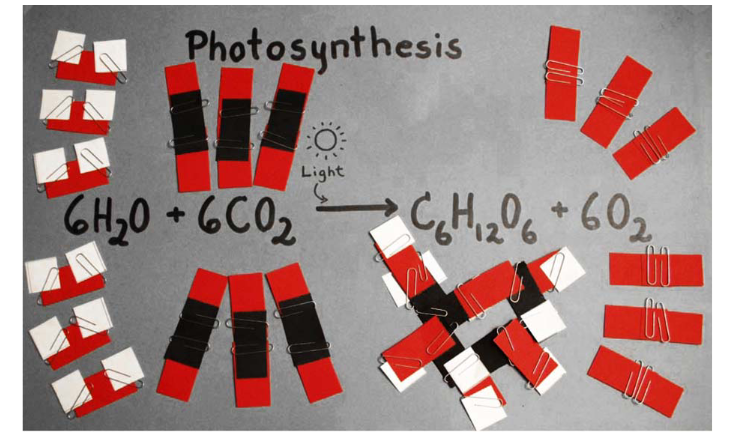 Photosynthesis
Light
6H₂O + 6CO₂ → C₆H₁₂O₆ + 6O₂